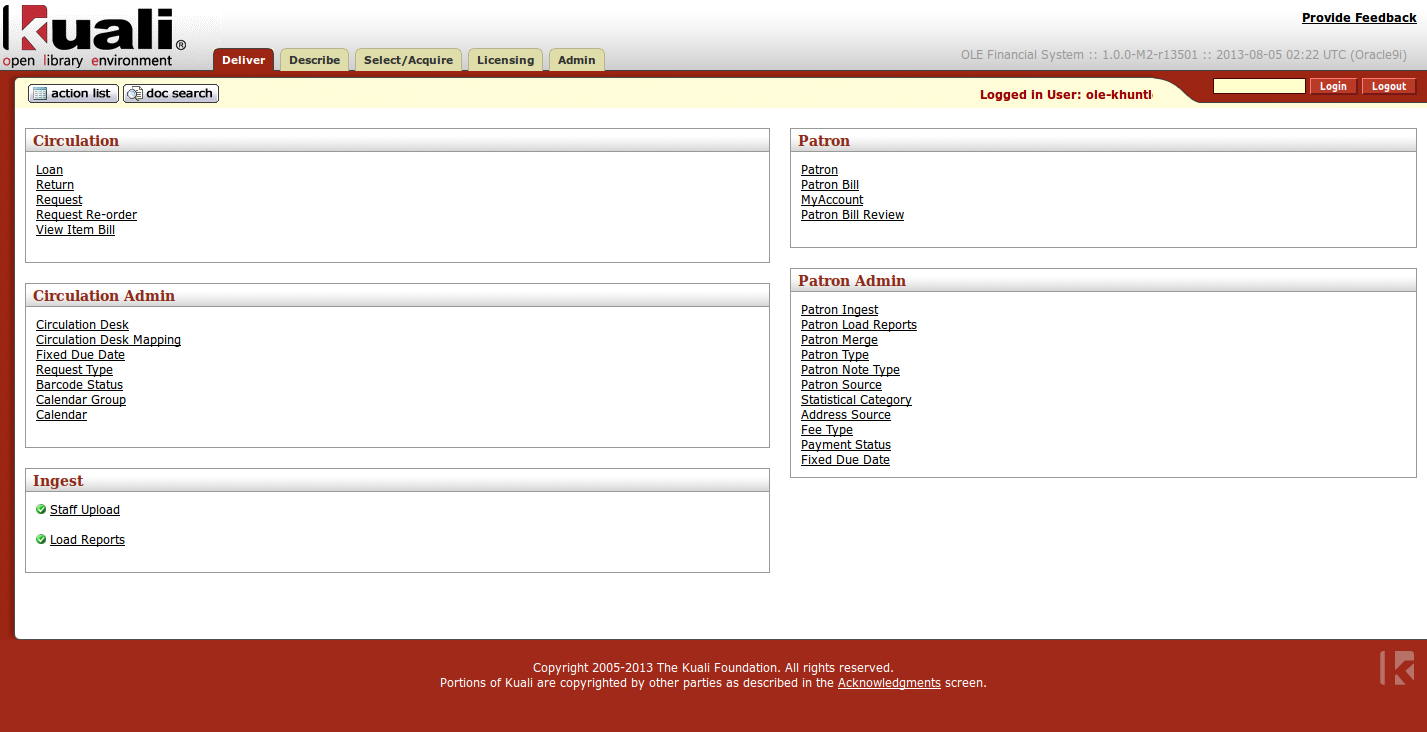 kuali®
open library environment
Provide Feedback
Deliver Describe Select/Acquire Licensing Admin
OLE Financial System :: 1.0.0-M2-r13501 :: 2013-08-05 02:22 UTC (Oracle9i)
action list doc search
Logged in User: ole-khuntl
Login Logout
Circulation
Loan
Return
Request
Request Re-order
View Item Bill
Circulation Admin
Circulation Desk
Circulation Desk Mapping
Fixed Due Date
Request Type
Barcode Status
Calendar Group
Calendar
Ingest
Staff Upload
Load Reports
Patron
Patron
Patron Bill
MyAccount
Patron Bill Review
Patron Admin
Patron Ingest
Patron Load Reports
Patron Merge
Patron Type
Patron Note Type
Patron Source
Statistical Category
Address Source
Fee Type
Payment Status
Fixed Due Date
Copyright 2005-2013 The Kuali Foundation. All rights reserved.
Portions of Kuali are copyrighted by other parties as described in the Acknowledgments screen.